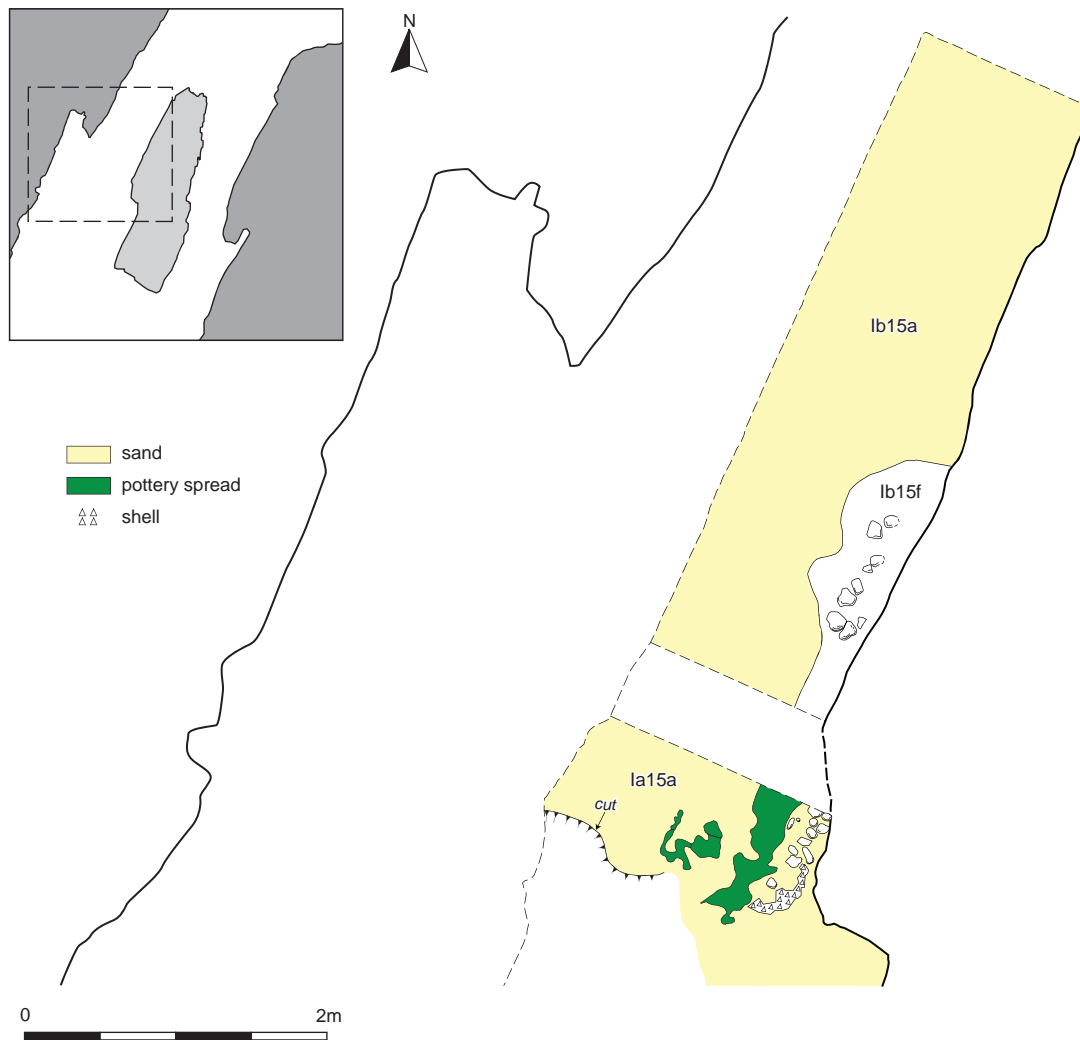 N
Ib15a
sand
pottery spread
shell
Ib15f
Ia15a
cut
0 2m